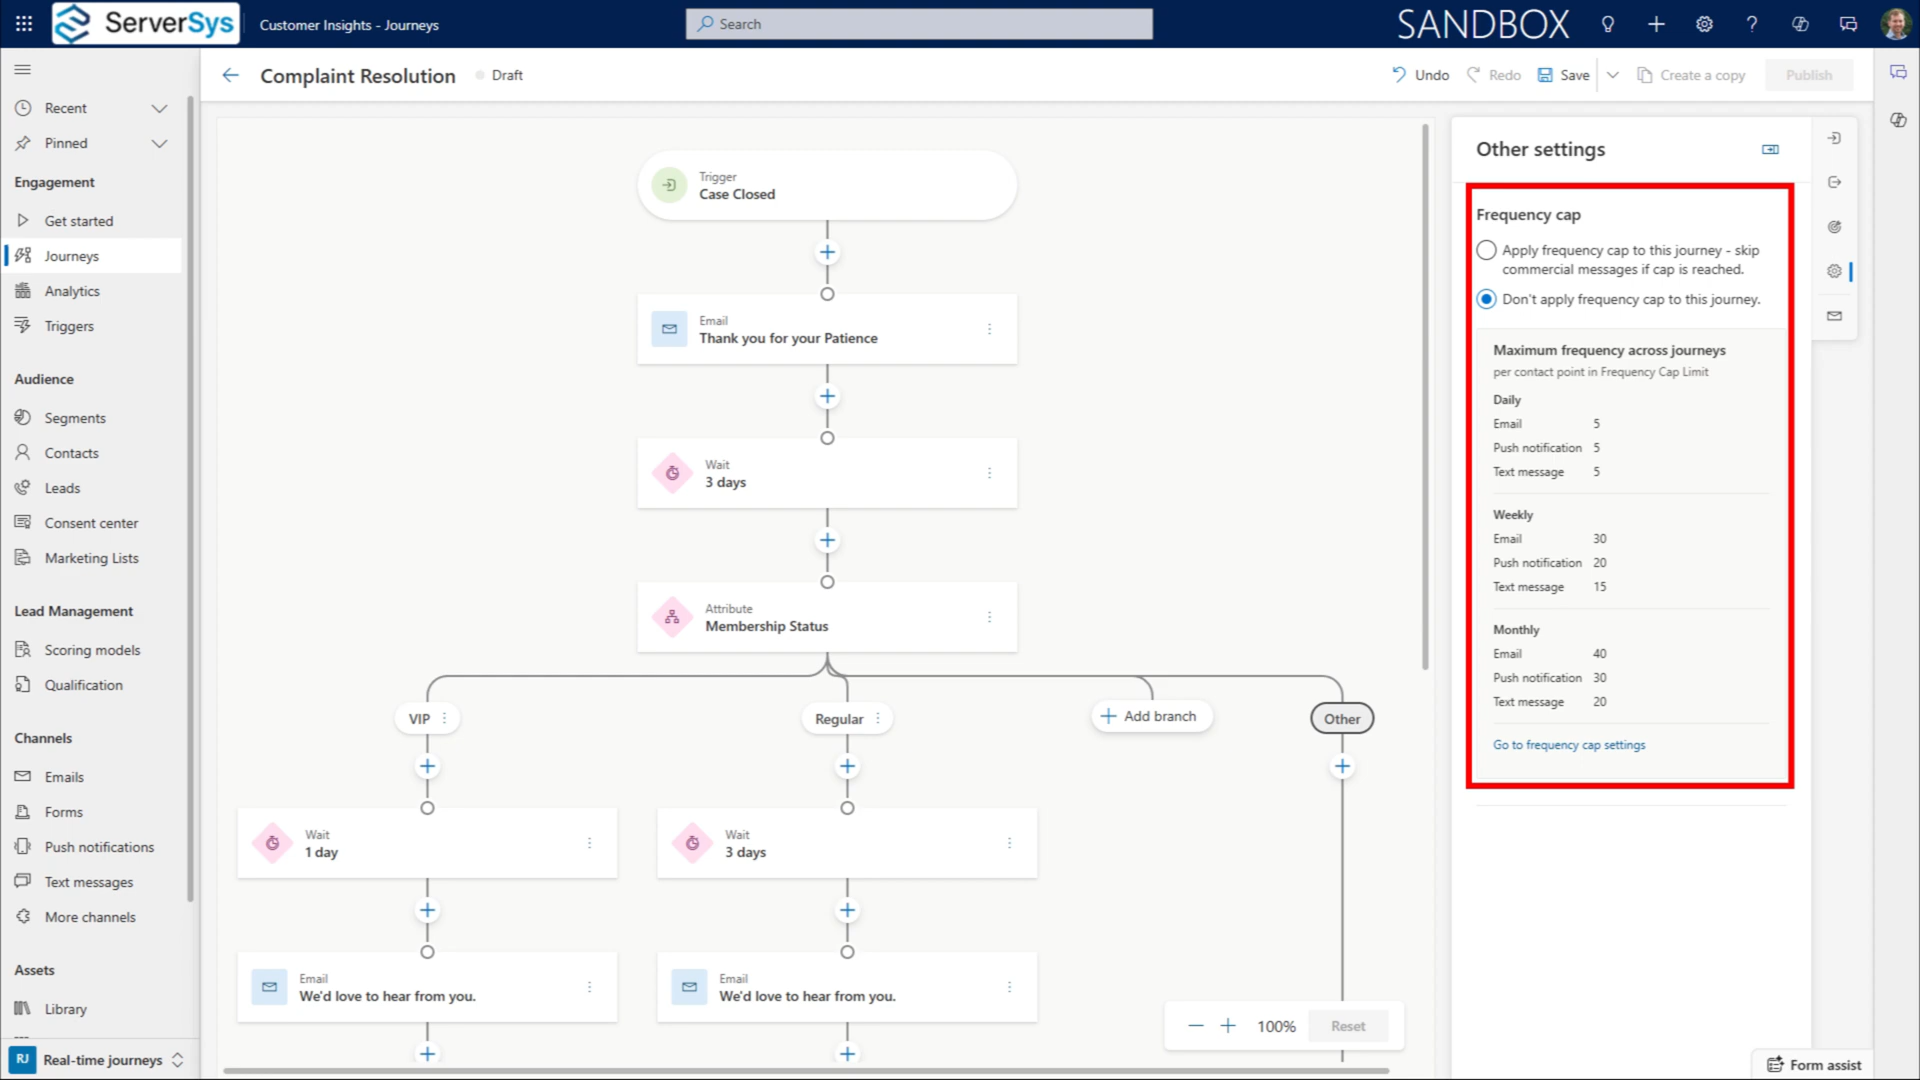 ServerSys
Customer Insights - Journeys
Search
SANDBOX
Complaint Resolution
Draft
Undo
Redo
Save
Create a copy
Publish
Recent
Pinned
Engagement
Get started
Journeys
Analytics
Triggers
Audience
Segments
Contacts
Leads
Consent center
Marketing Lists
Lead Management
Scoring models
Qualification
Channels
Emails
Forms
Push notifications
Text messages
More channels
Assets
Library
RJ
Real-time journeys
Trigger
Case Closed
Email
Thank you for your Patience
Wait
3 days
Attribute
Membership Status
VIP
Regular
Add branch
Other
Wait
1 day
Wait
3 days
Email
We'd love to hear from you.
Email
We'd love to hear from you.
100%
Reset
Other settings
Frequency cap
Apply frequency cap to this journey - skip
commercial messages if cap is reached.
Don't apply frequency cap to this journey.
Maximum frequency across journeys
per contact point in Frequency Cap Limit
Daily
Email 5
Push notification 5
Text message 5
Weekly
Email 30
Push notification 20
Text message 15
Monthly
Email 40
Push notification 30
Text message 20
Go to frequency cap settings
Form assist